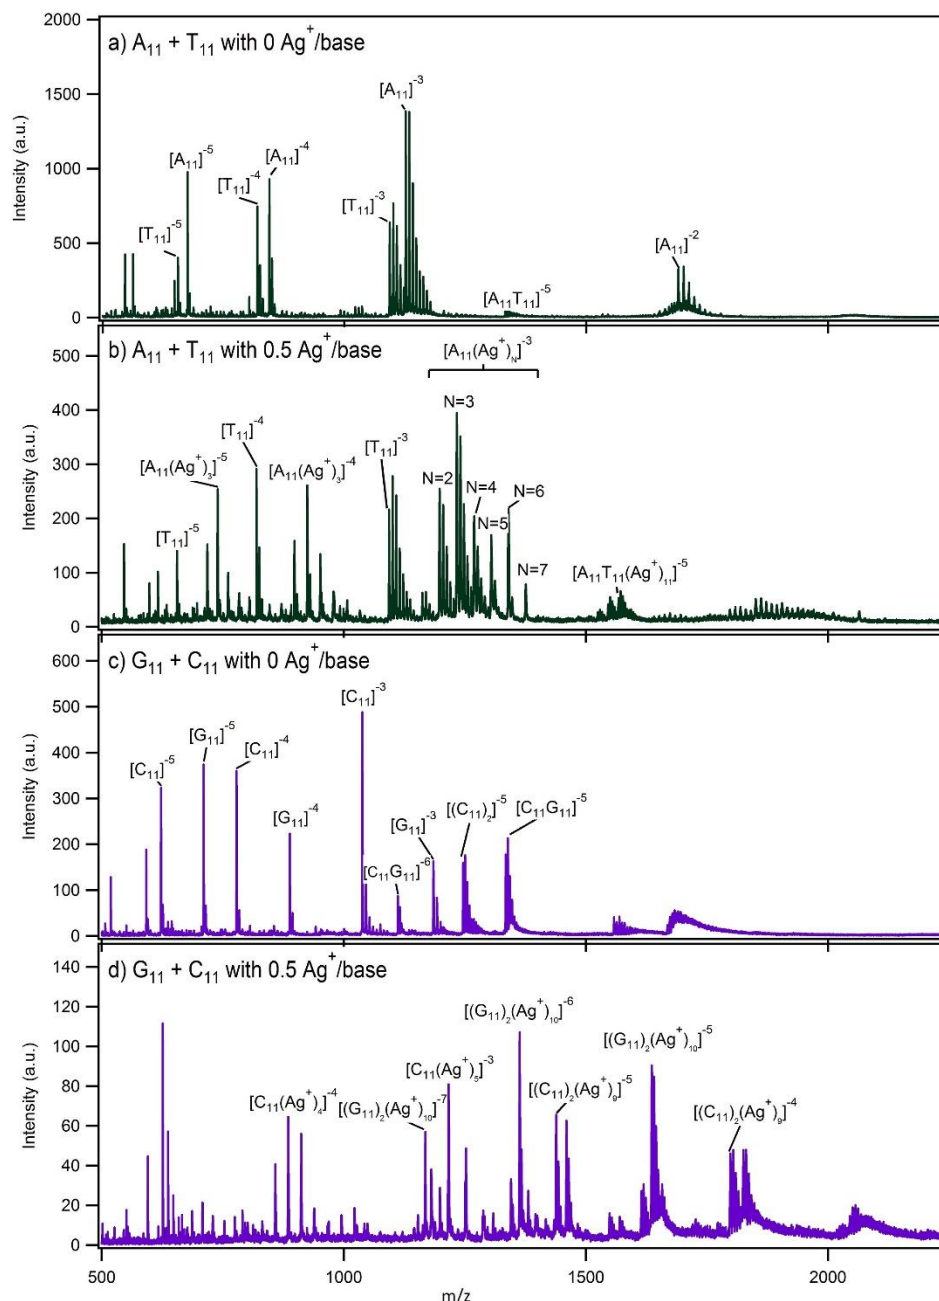 a) A₁₁ + T₁₁ with 0 Ag⁺/base
2000
1500
1000
500
0
Intensity (a.u.)
[A₁₁]⁻³
[A₁₁]⁻⁵
[A₁₁]⁻⁴
[T₁₁]⁻⁴
[T₁₁]⁻³
[T₁₁]⁻⁵
[A₁₁]⁻²
[A₁₁T₁₁]⁻⁵
b) A₁₁ + T₁₁ with 0.5 Ag⁺/base
500
400
300
200
100
0
Intensity (a.u.)
[A₁₁(Ag⁺)N]⁻³
N=3
[T₁₁]⁻⁴
[T₁₁]⁻³
[A₁₁(Ag⁺)₃]⁻⁵
[A₁₁(Ag⁺)₃]⁻⁴
N=2
N=4
N=6
N=5
[T₁₁]⁻⁵
N=7
[A₁₁T₁₁(Ag⁺)₁₁]⁻⁵
c) G₁₁ + C₁₁ with 0 Ag⁺/base
600
500
400
300
200
100
0
Intensity (a.u.)
[C₁₁]⁻³
[G₁₁]⁻⁵
[C₁₁]⁻⁵
[C₁₁]⁻⁴
[G₁₁]⁻⁴
[G₁₁]⁻³
[(C₁₁)₂]⁻⁵
[C₁₁G₁₁]⁻⁵
[C₁₁G₁₁]⁻⁶
d) G₁₁ + C₁₁ with 0.5 Ag⁺/base
140
120
100
80
60
40
20
0
Intensity (a.u.)
[(G₁₁)₂(Ag⁺)₁₀]⁻⁶
[(G₁₁)₂(Ag⁺)₁₀]⁻⁵
[C₁₁(Ag⁺)₅]⁻³
[C₁₁(Ag⁺)₄]⁻⁴
[(G₁₁)₂(Ag⁺)₁₀]⁻⁷
[(C₁₁)₂(Ag⁺)₉]⁻⁵
[(C₁₁)₂(Ag⁺)₉]⁻⁴
500
1000
1500
2000
m/z